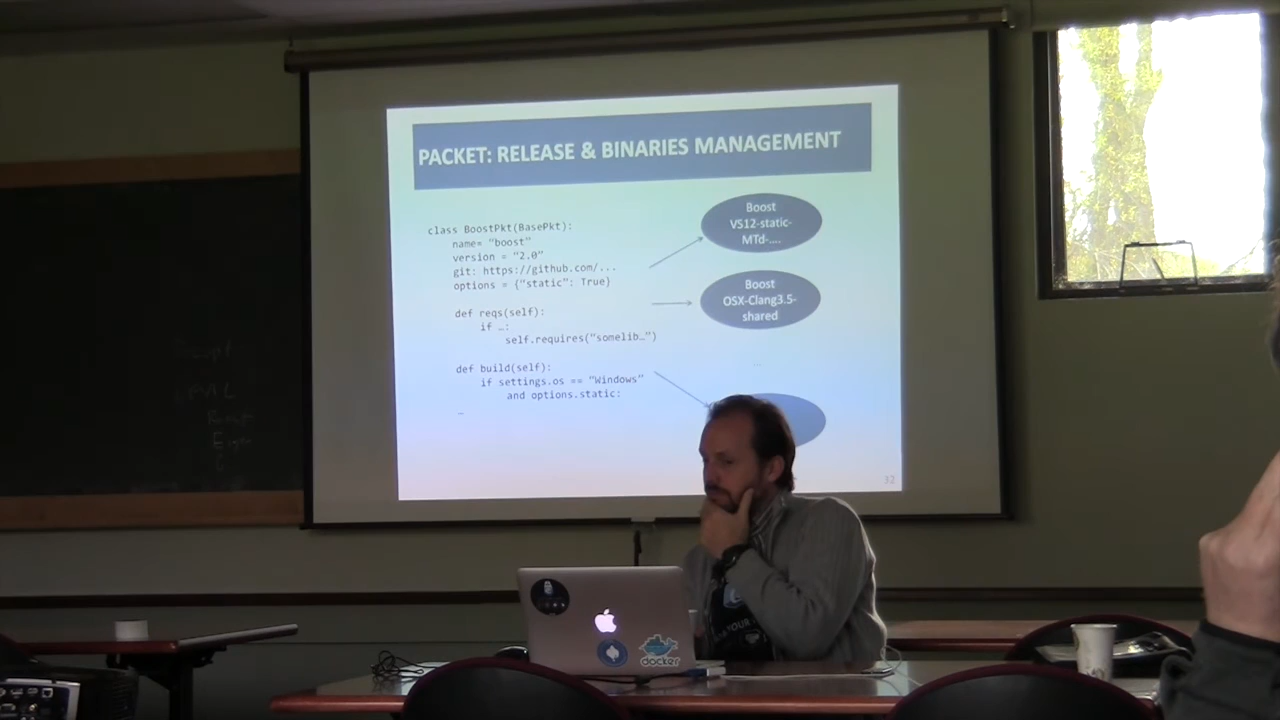 PACKET: RELEASE & BINARIES MANAGEMENT
class BoostPkt(BasePkt):
name= "boost"
version = "2.0"
git: https://github.com/...
options = {"static": True}
def reqs(self):
if …:
self.requires("somelib…")
def build(self):
if settings.os == "Windows"
and options.static:
…
Boost
VS12-static-
MTd-....
Boost
OSX-Clang3.5-
shared
32
docker
YOUR